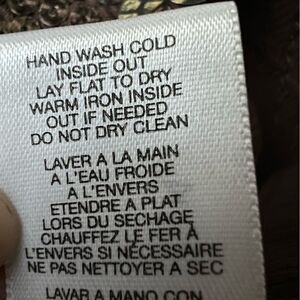 HAND WASH COLD
INSIDE OUT
LAY FLAT TO DRY
WARM IRON INSIDE
OUT IF NEEDED
DO NOT DRY CLEAN
LAVER A LA MAIN
A L'EAU FROIDE
A L'ENVERS
ETENDRE A PLAT
LORS DU SECHAGE
CHAUFFEZ LE FER À
L'ENVERS SI NÉCESSAIRE
NE PAS NETTOYER A SEC
LAVAR A MANO CON